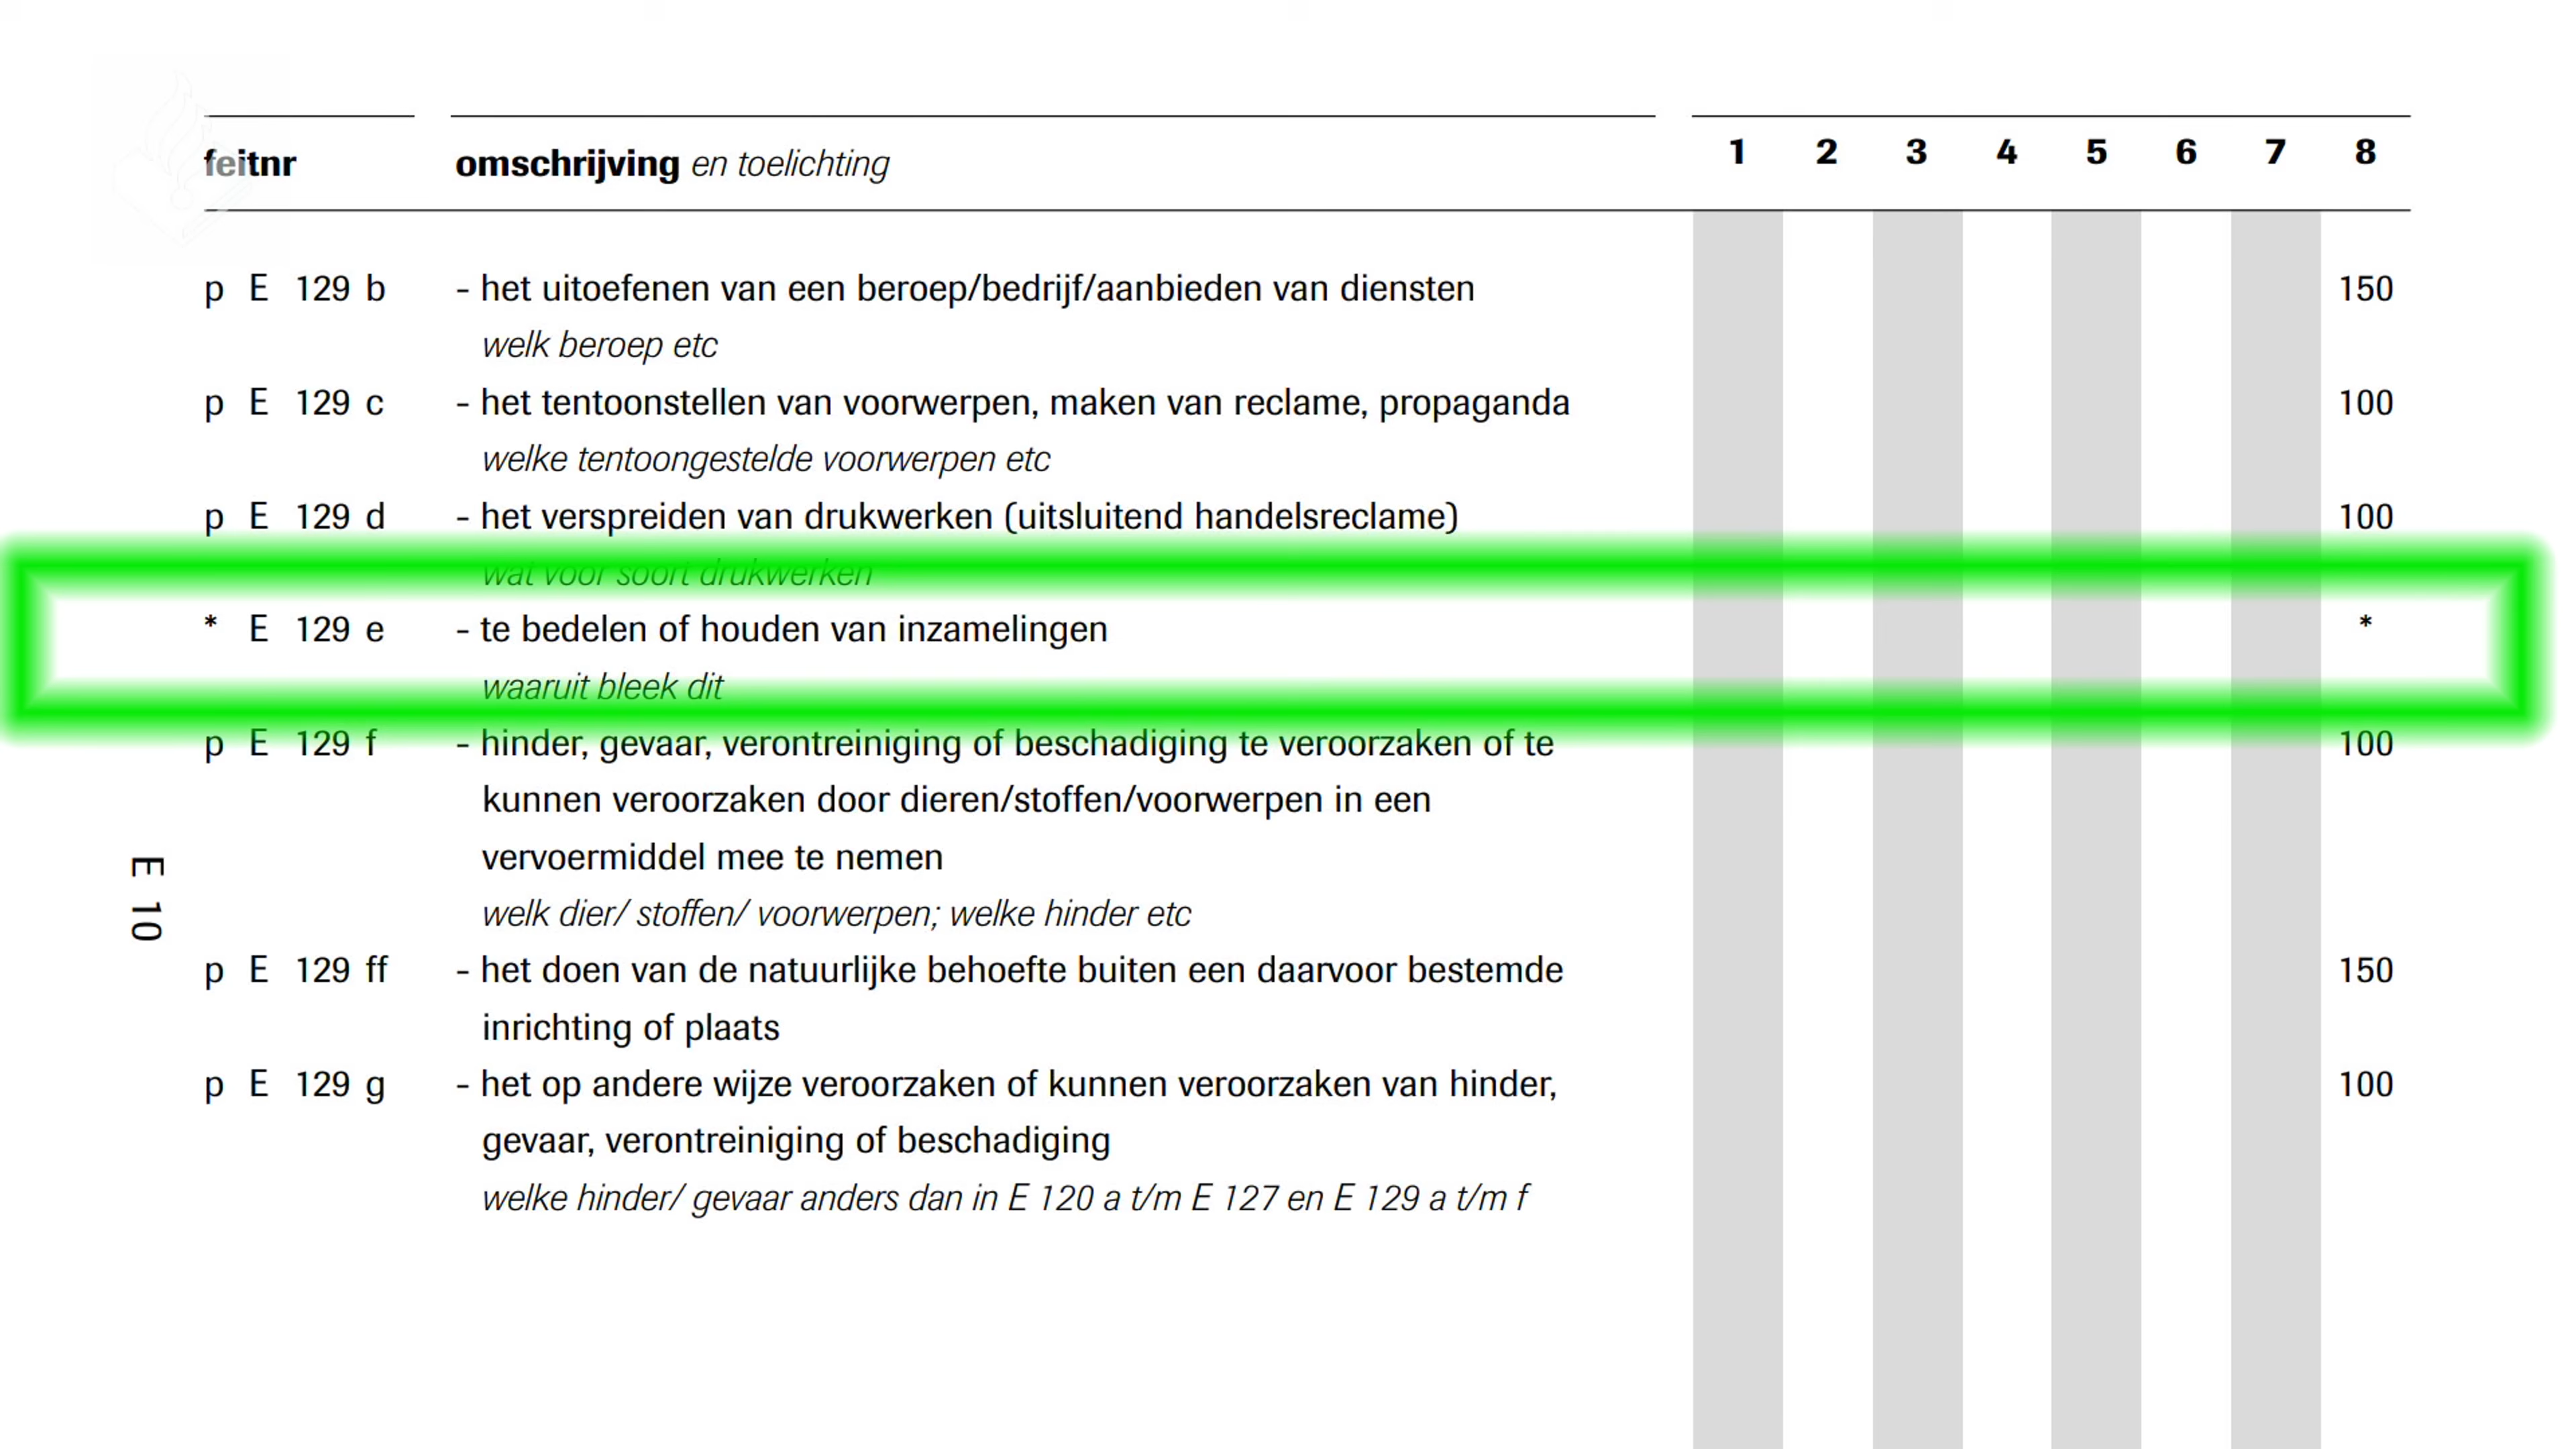 feitnr omschrijving en toelichting 1 2 3 4 5 6 7 8
p E 129 b - het uitoefenen van een beroep/bedrijf/aanbieden van diensten 150
welk beroep etc
p E 129 c - het tentoonstellen van voorwerpen, maken van reclame, propaganda 100
welke tentoongestelde voorwerpen etc
p E 129 d - het verspreiden van drukwerken (uitsluitend handelsreclame) 100
wat voor soort drukwerken
* E 129 e - te bedelen of houden van inzamelingen *
waaruit bleek dit
p E 129 f - hinder, gevaar, verontreiniging of beschadiging te veroorzaken of te 100
kunnen veroorzaken door dieren/stoffen/voorwerpen in een
vervoermiddel mee te nemen
welk dier/ stoffen/ voorwerpen; welke hinder etc
p E 129 ff - het doen van de natuurlijke behoefte buiten een daarvoor bestemde 150
inrichting of plaats
p E 129 g - het op andere wijze veroorzaken of kunnen veroorzaken van hinder, 100
gevaar, verontreiniging of beschadiging
welke hinder/ gevaar anders dan in E 120 a t/m E 127 en E 129 a t/m f
E 10